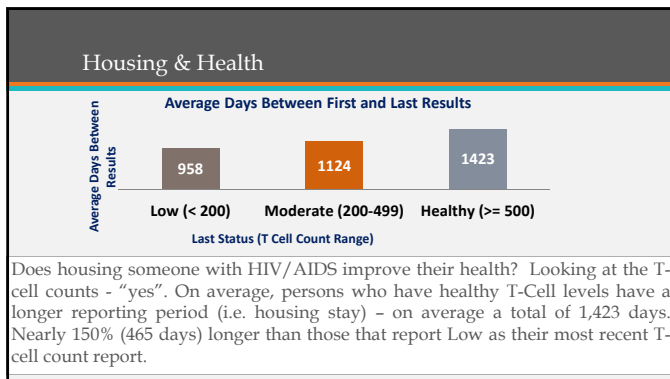 Housing & Health
Average Days Between First and Last Results
Average Days Between
Results
958
1124
1423
Low (< 200)
Moderate (200-499)
Healthy (>= 500)
Last Status (T Cell Count Range)
Does housing someone with HIV/AIDS improve their health? Looking at the T-
cell counts - “yes”. On average, persons who have healthy T-Cell levels have a
longer reporting period (i.e. housing stay) – on average a total of 1,423 days.
Nearly 150% (465 days) longer than those that report Low as their most recent T-
cell count report.